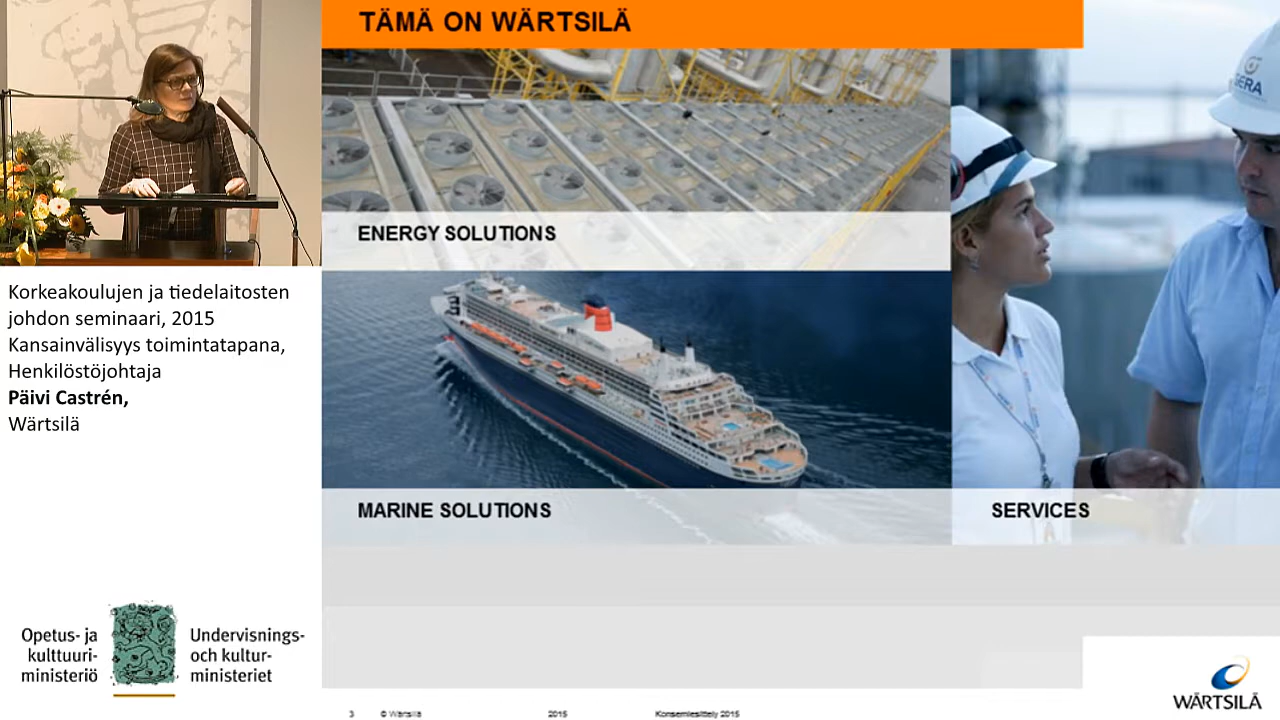 TÄMÄ ON WÄRTSILÄ
ENERGY SOLUTIONS
MARINE SOLUTIONS
SERVICES
Korkeakoulujen ja tiedelaitosten
johdon seminaari, 2015
Kansainvälisyys toimintatapana,
Henkilöstöjohtaja
Päivi Castrén,
Wärtsilä
Opetus- ja
kulttuuri-
ministeriö
Undervisnings-
och kultur-
ministeriet
3 © Wärtsilä 2015 Konserniesittely 2015
WÄRTSILÄ